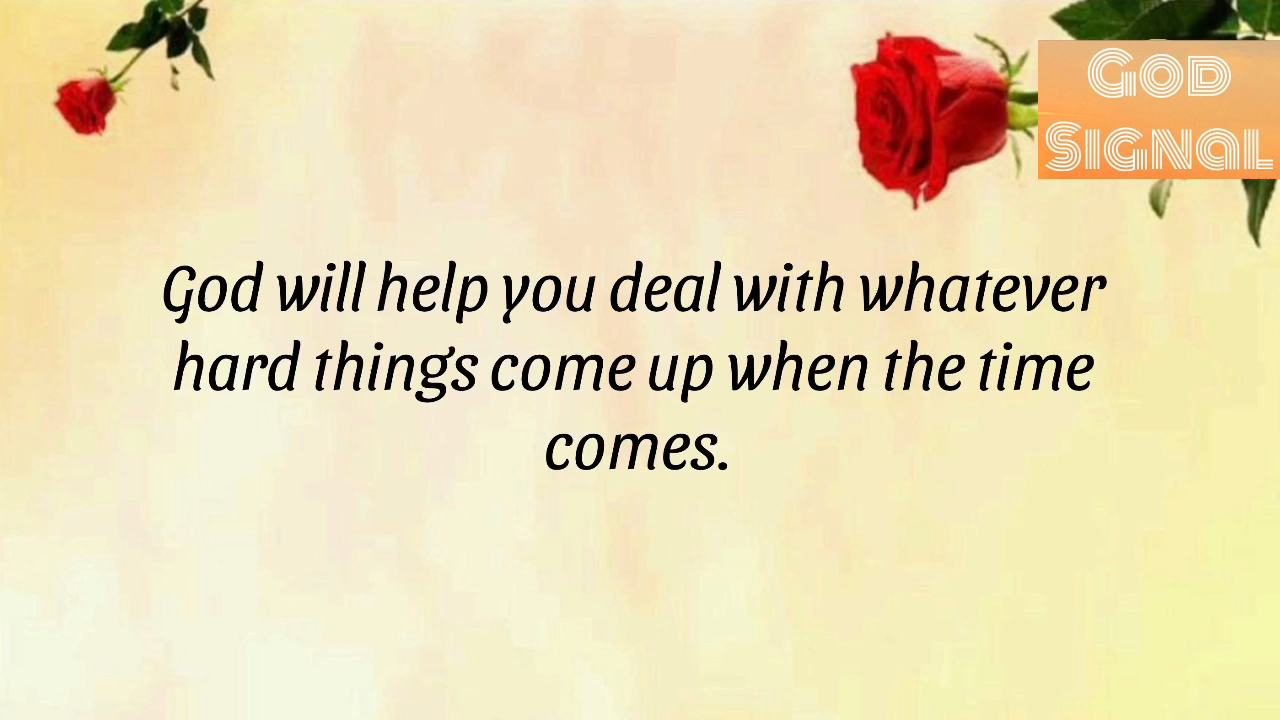 God
Signal
God will help you deal with whatever
hard things come up when the time
comes.